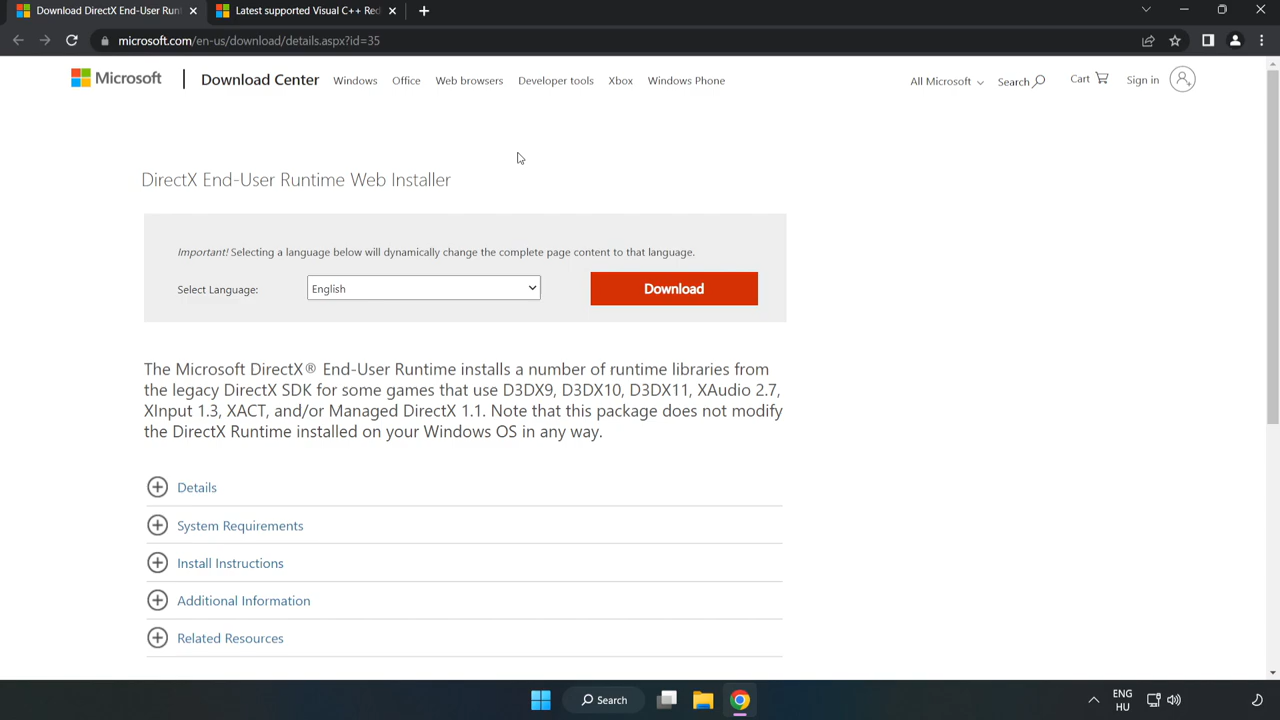 Download DirectX End-User Runt
Latest supported Visual C++ Red
microsoft.com/en-us/download/details.aspx?id=35
Microsoft
Download Center
Windows
Office
Web browsers
Developer tools
Xbox
Windows Phone
All Microsoft
Search
Cart
Sign in
DirectX End-User Runtime Web Installer
Important! Selecting a language below will dynamically change the complete page content to that language.
Select Language:
English
Download
The Microsoft DirectX® End-User Runtime installs a number of runtime libraries from
the legacy DirectX SDK for some games that use D3DX9, D3DX10, D3DX11, XAudio 2.7,
XInput 1.3, XACT, and/or Managed DirectX 1.1. Note that this package does not modify
the DirectX Runtime installed on your Windows OS in any way.
Details
System Requirements
Install Instructions
Additional Information
Related Resources
Search
ENG
HU